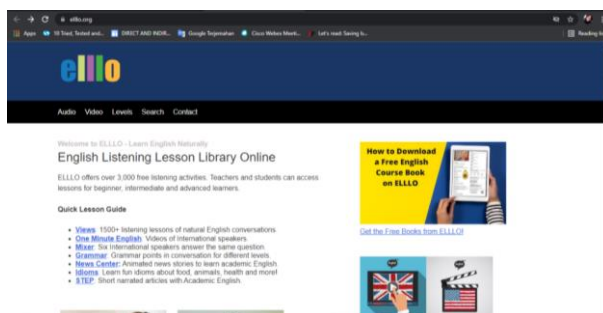 elllo.org
Apps 10 Tried, Tested and... DIRECT AND INDIR... Google Terjemahan Cisco Webex Meeti... Let's read: Saving lo... Reading lis
elllo
Audio Video Levels Search Contact
Welcome to ELLLO - Learn English Naturally
English Listening Lesson Library Online
ELLLO offers over 3,000 free listening activities. Teachers and students can access
lessons for beginner, intermediate and advanced learners.
Quick Lesson Guide
Views: 1500+ listening lessons of natural English conversations.
One Minute English: Videos of international speakers.
Mixer: Six International speakers answer the same question.
Grammar: Grammar points in conversation for different levels.
News Center: Animated news stories to learn academic English.
Idioms: Learn fun idioms about food, animals, health and more!
STEP: Short narrated articles with Academic English.
How to Download
a Free English
Course Book
on ELLLO
Get the Free Books from ELLLO!